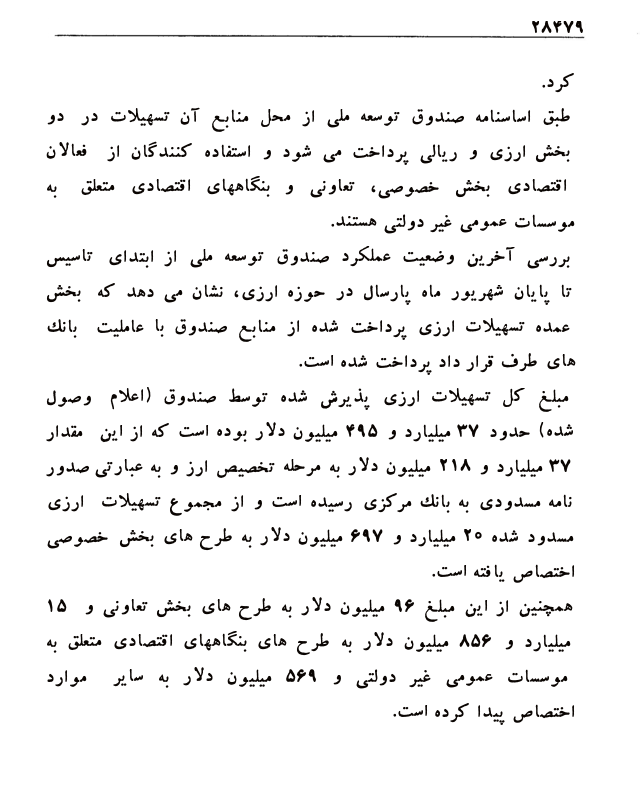 ۲۸۴۷۹
کرد.
طبق اساسنامه صندوق توسعه ملی از محل منابع آن تسهیلات در دو
بخش ارزی و ریالی پرداخت می شود و استفاده کنندگان از فعالان
اقتصادی بخش خصوصی، تعاونی و بنگاههای اقتصادی متعلق به
موسسات عمومی غیر دولتی هستند.
بررسی آخرین وضعیت عملکرد صندوق توسعه ملی از ابتدای تاسیس
تا پایان شهریور ماه پارسال در حوزه ارزی، نشان می دهد که بخش
عمده تسهیلات ارزی پرداخت شده از منابع صندوق با عاملیت بانك
های طرف قرار داد پرداخت شده است.
مبلغ کل تسهیلات ارزی پذیرش شده توسط صندوق (اعلام وصول
شده) حدود ۳۷ میلیارد و ۴۹۵ میلیون دلار بوده است که از این مقدار
۳۷ میلیارد و ۲۱۸ میلیون دلار به مرحله تخصیص ارز و به عبارتی صدور
نامه مسدودی به بانك مرکزی رسیده است و از مجموع تسهیلات ارزی
مسدود شده ۲۰ میلیارد و ۶۹۷ میلیون دلار به طرح های بخش خصوصی
اختصاص یافته است.
همچنین از این مبلغ ۹۶ میلیون دلار به طرح های بخش تعاونی و ۱۵
میلیارد و ۸۵۶ میلیون دلار به طرح های بنگاههای اقتصادی متعلق به
موسسات عمومی غیر دولتی و ۵۶۹ میلیون دلار به سایر موارد
اختصاص پیدا کرده است.